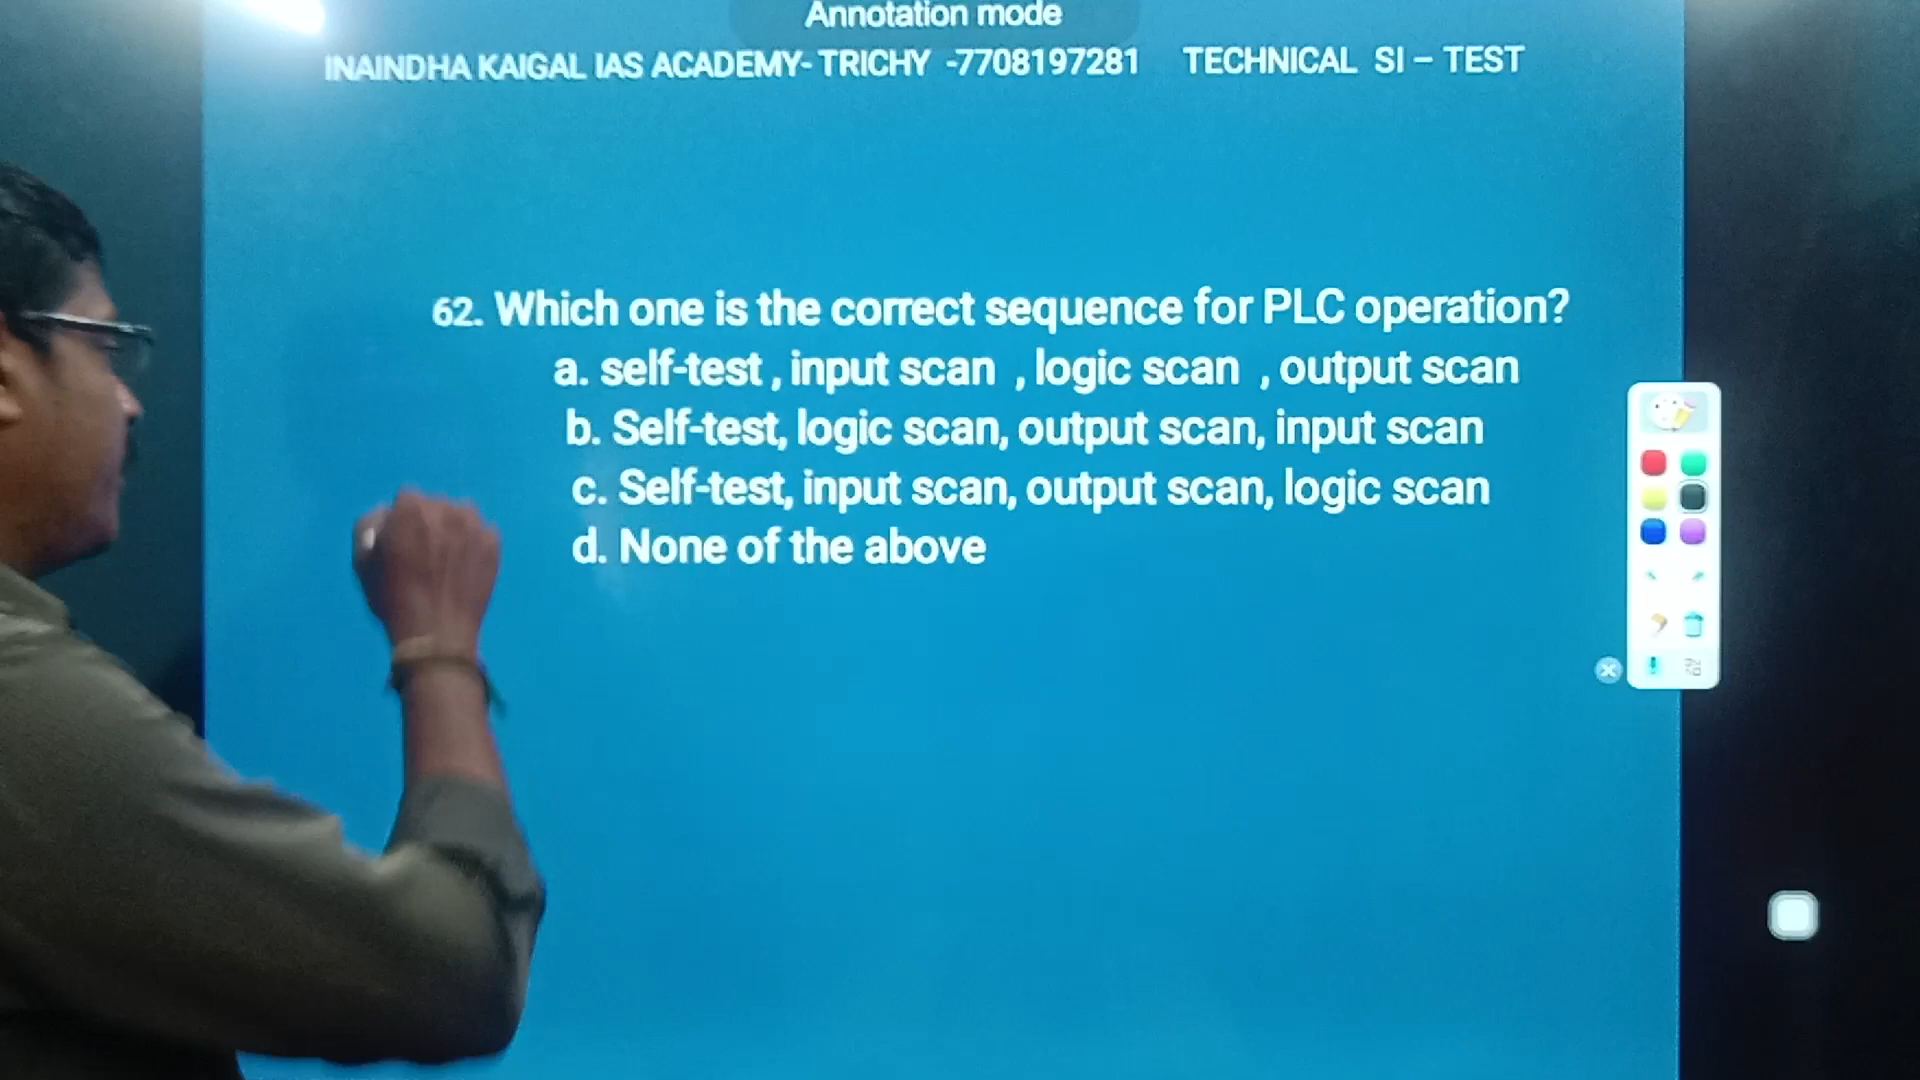 Annotation mode
INAINDHA KAIGAL IAS ACADEMY- TRICHY -7708197281 TECHNICAL SI – TEST
62. Which one is the correct sequence for PLC operation?
a. self-test , input scan , logic scan , output scan
b. Self-test, logic scan, output scan, input scan
c. Self-test, input scan, output scan, logic scan
d. None of the above